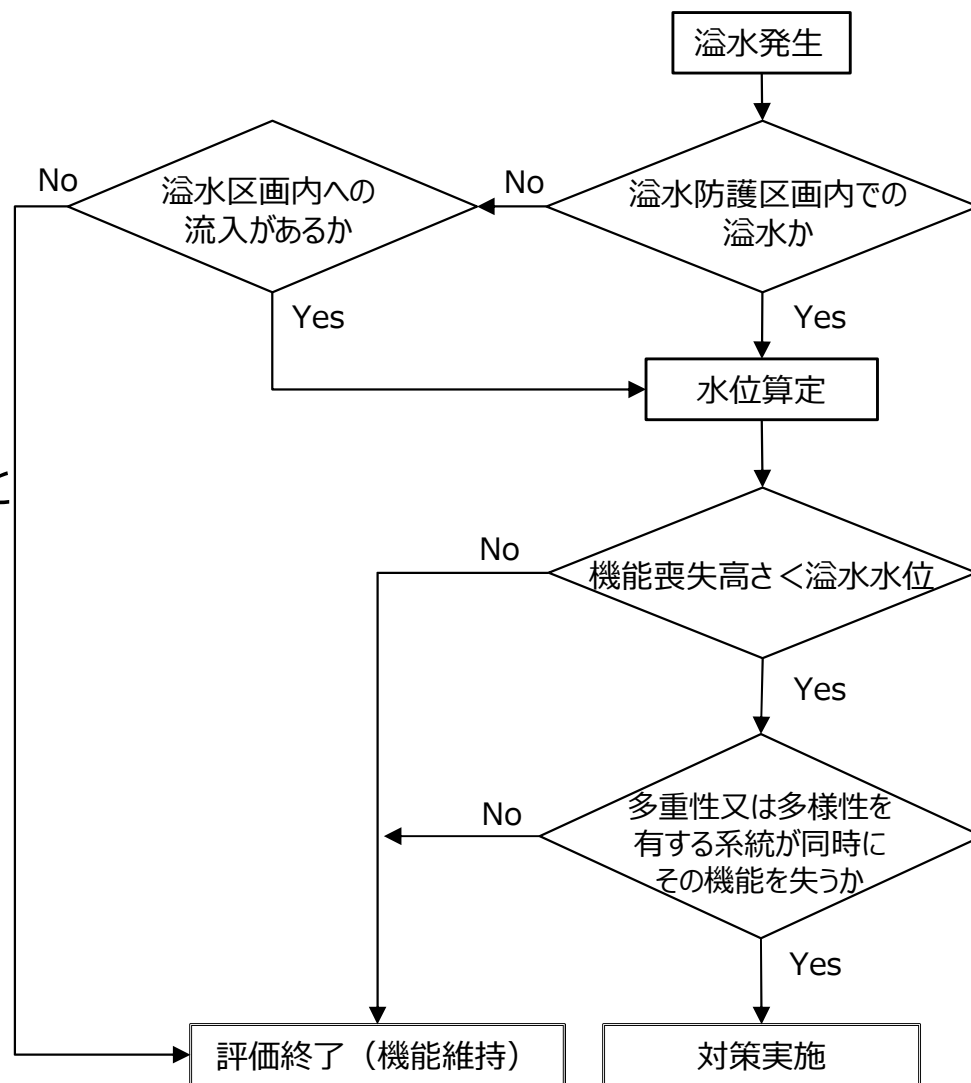 溢水発生
溢水防護区画内での
溢水か
No
Yes
溢水区画内への
流入があるか
No
Yes
水位算定
機能喪失高さ<溢水水位
No
Yes
多重性又は多様性を
有する系統が同時に
その機能を失うか
No
Yes
評価終了（機能維持）
対策実施